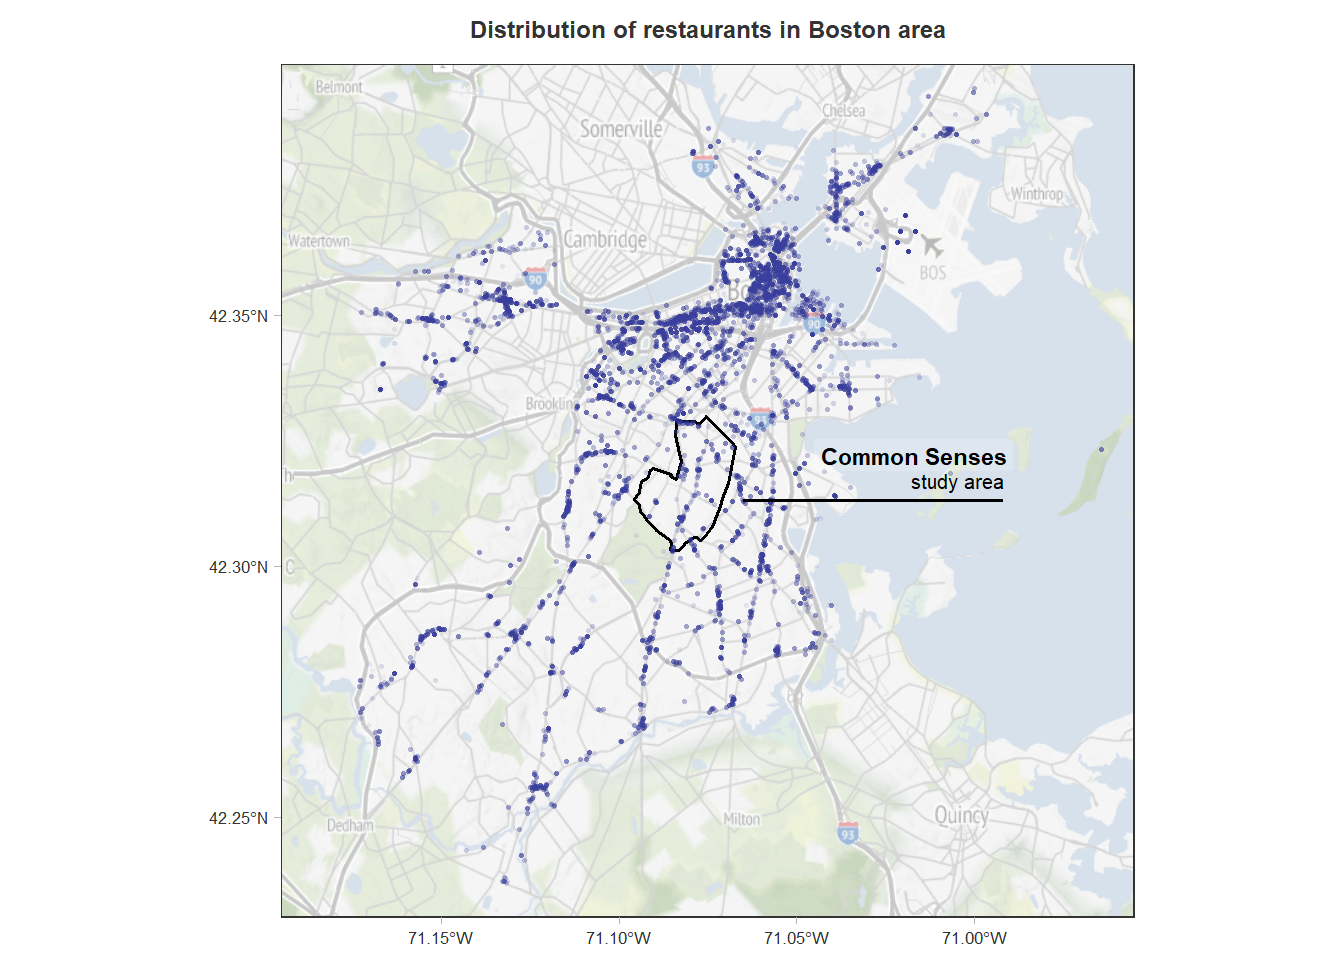 Distribution of restaurants in Boston area
Belmont
Somerville
Chelsea
93
Winthrop
Watertown
Cambridge
90
BOS
42.35°N
Brooklin
93
Common Senses
study area
42.30°N
Dedham
Milton
Quincy
93
42.25°N
71.15°W
71.10°W
71.05°W
71.00°W